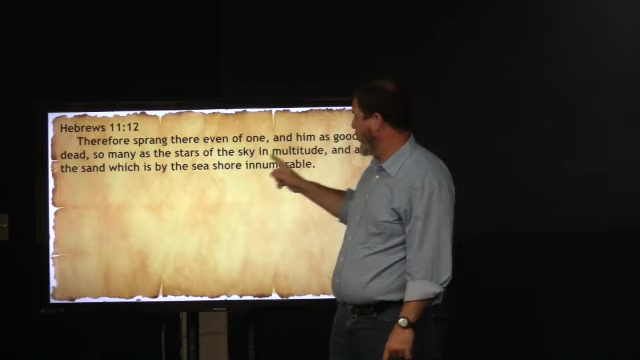 Hebrews 11:12
Therefore sprang there even of one, and him as good
dead, so many as the stars of the sky in multitude, and a
the sand which is by the sea shore innumerable.